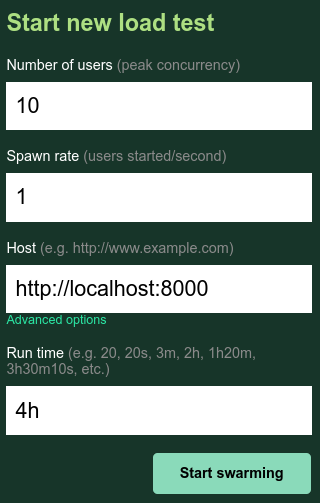 Start new load test
Number of users (peak concurrency)
10
Spawn rate (users started/second)
1
Host (e.g. http://www.example.com)
http://localhost:8000
Advanced options
Run time (e.g. 20, 20s, 3m, 2h, 1h20m,
3h30m10s, etc.)
4h
Start swarming